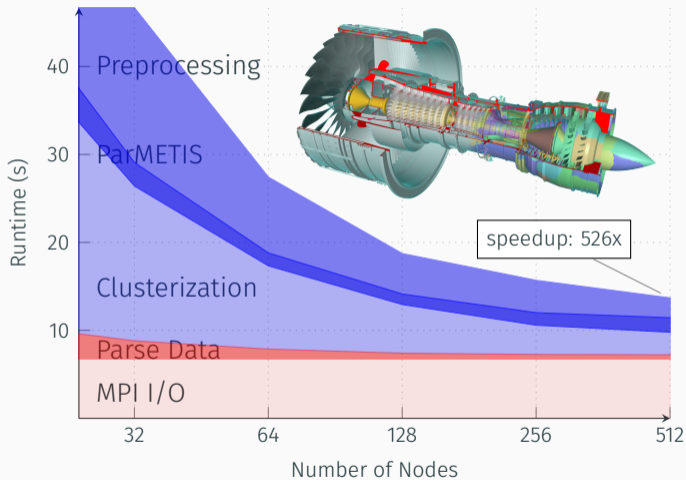 40
30
20
10
Runtime (s)
Preprocessing
ParMETIS
Clusterization
Parse Data
MPI I/O
speedup: 526x
32
64
128
256
512
Number of Nodes